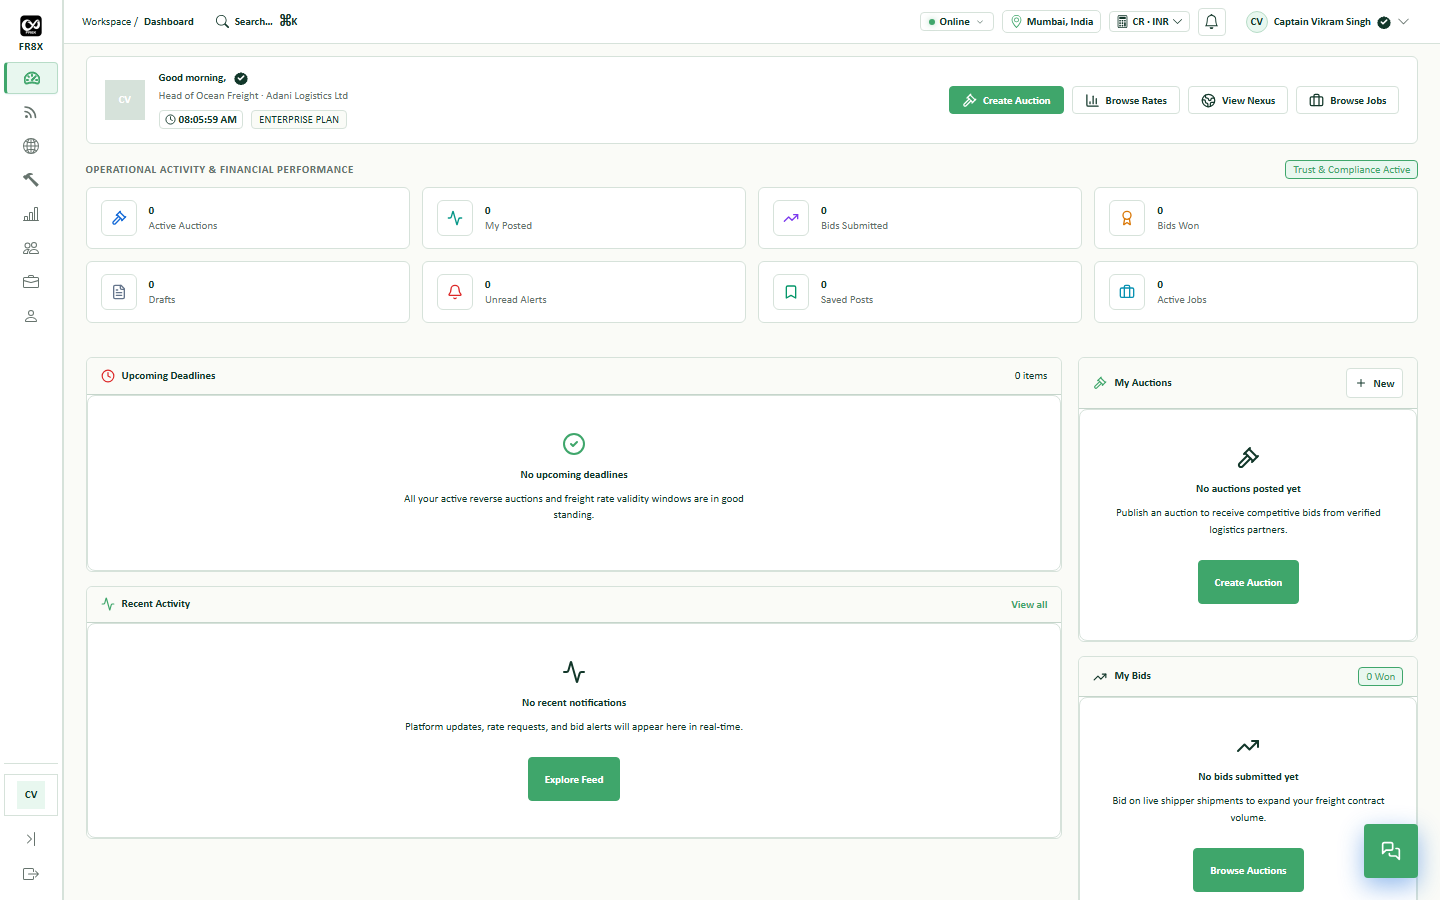 FR8X
FR8X
Workspace / Dashboard
Search... ⌘K
Online
Mumbai, India
CR · INR
CV
Captain Vikram Singh
CV
Good morning,
Head of Ocean Freight · Adani Logistics Ltd
08:05:59 AM
ENTERPRISE PLAN
Create Auction
Browse Rates
View Nexus
Browse Jobs
OPERATIONAL ACTIVITY & FINANCIAL PERFORMANCE
Trust & Compliance Active
0
Active Auctions
0
My Posted
0
Bids Submitted
0
Bids Won
0
Drafts
0
Unread Alerts
0
Saved Posts
0
Active Jobs
Upcoming Deadlines
0 items
No upcoming deadlines
All your active reverse auctions and freight rate validity windows are in good
standing.
Recent Activity
View all
No recent notifications
Platform updates, rate requests, and bid alerts will appear here in real-time.
Explore Feed
My Auctions
+ New
No auctions posted yet
Publish an auction to receive competitive bids from verified
logistics partners.
Create Auction
My Bids
0 Won
No bids submitted yet
Bid on live shipper shipments to expand your freight contract
volume.
Browse Auctions
CV